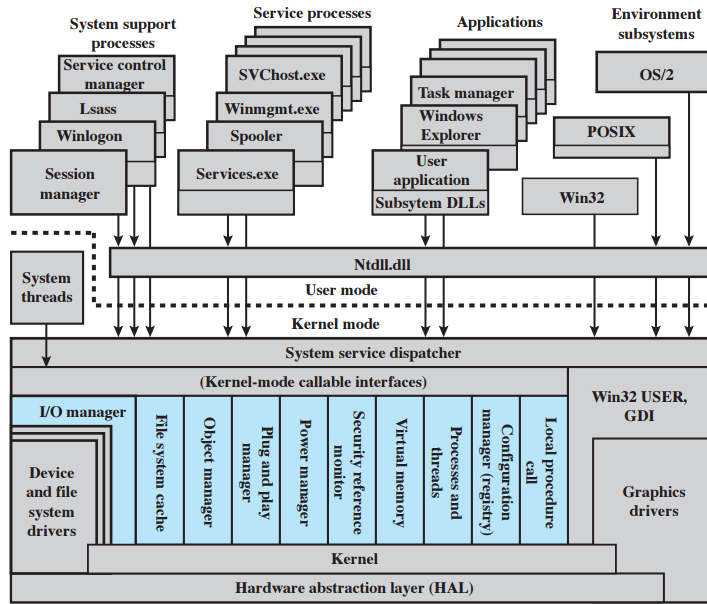 System support
processes
Service processes
Applications
Environment
subsystems
Service control
manager
Lsass
Winlogon
Session
manager
SVChost.exe
Winmgmt.exe
Spooler
Services.exe
Task manager
Windows
Explorer
User
application
Subsytem DLLs
OS/2
POSIX
Win32
System
threads
Ntdll.dll
User mode
Kernel mode
System service dispatcher
(Kernel-mode callable interfaces)
Win32 USER,
GDI
I/O manager
Device
and file
system
drivers
File system cache
Object manager
Plug and play
manager
Power manager
Security reference
monitor
Virtual memory
Processes and
threads
Configuration
manager (registry)
Local procedure
call
Graphics
drivers
Kernel
Hardware abstraction layer (HAL)